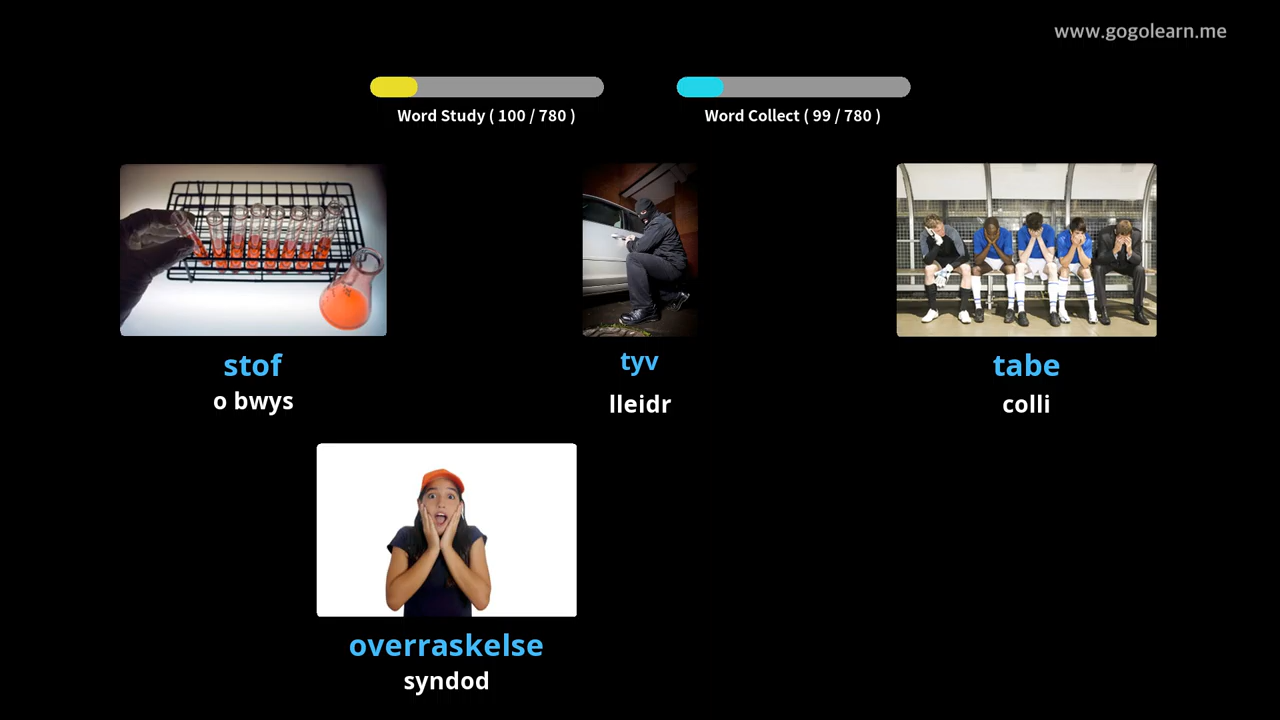 www.gogolearn.me
Word Study ( 100 / 780 )
Word Collect ( 99 / 780 )
stof
o bwys
tyv
lleidr
tabe
colli
overraskelse
syndod